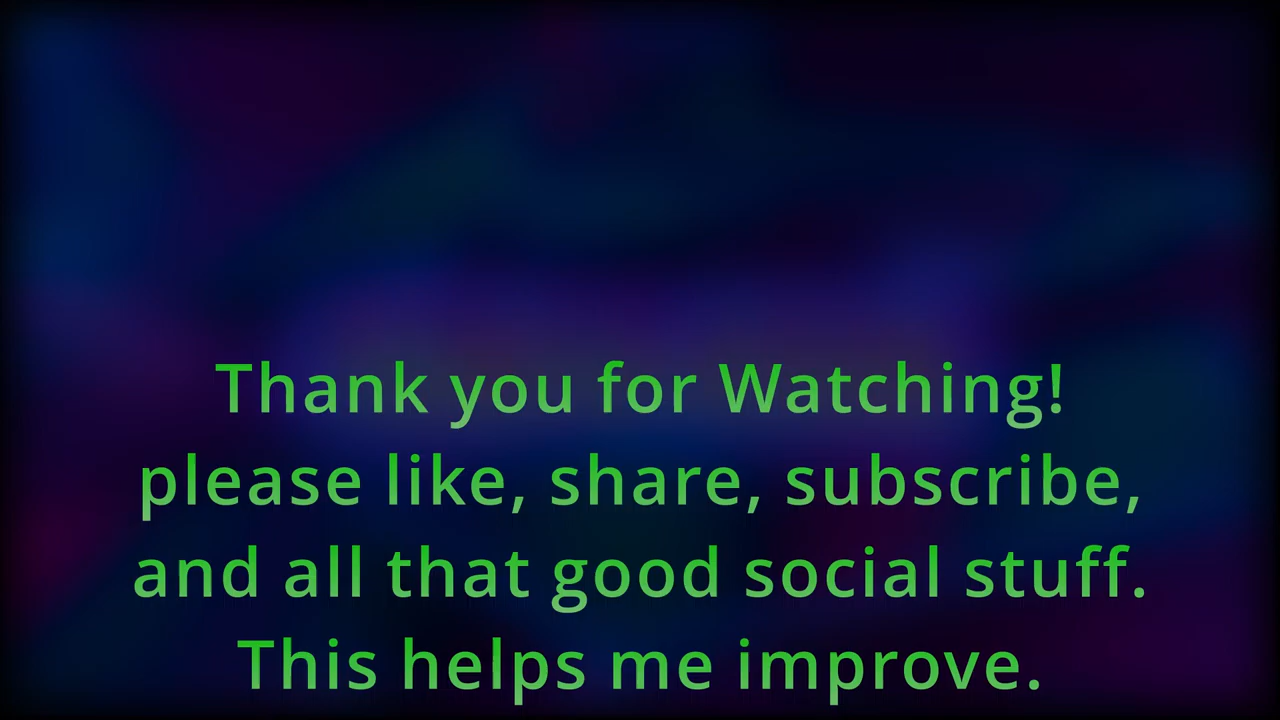 Thank you for Watching!
please like, share, subscribe,
and all that good social stuff.
This helps me improve.